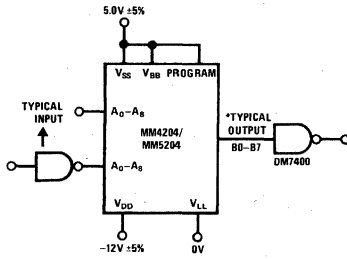 5.0V ±5%
VSS VBB PROGRAM
TYPICAL
INPUT
A0–A8
MM4204/
MM5204
*TYPICAL
OUTPUT
B0–B7
DM7400
A0–A8
VDD VLL
–12V ±5%
0V